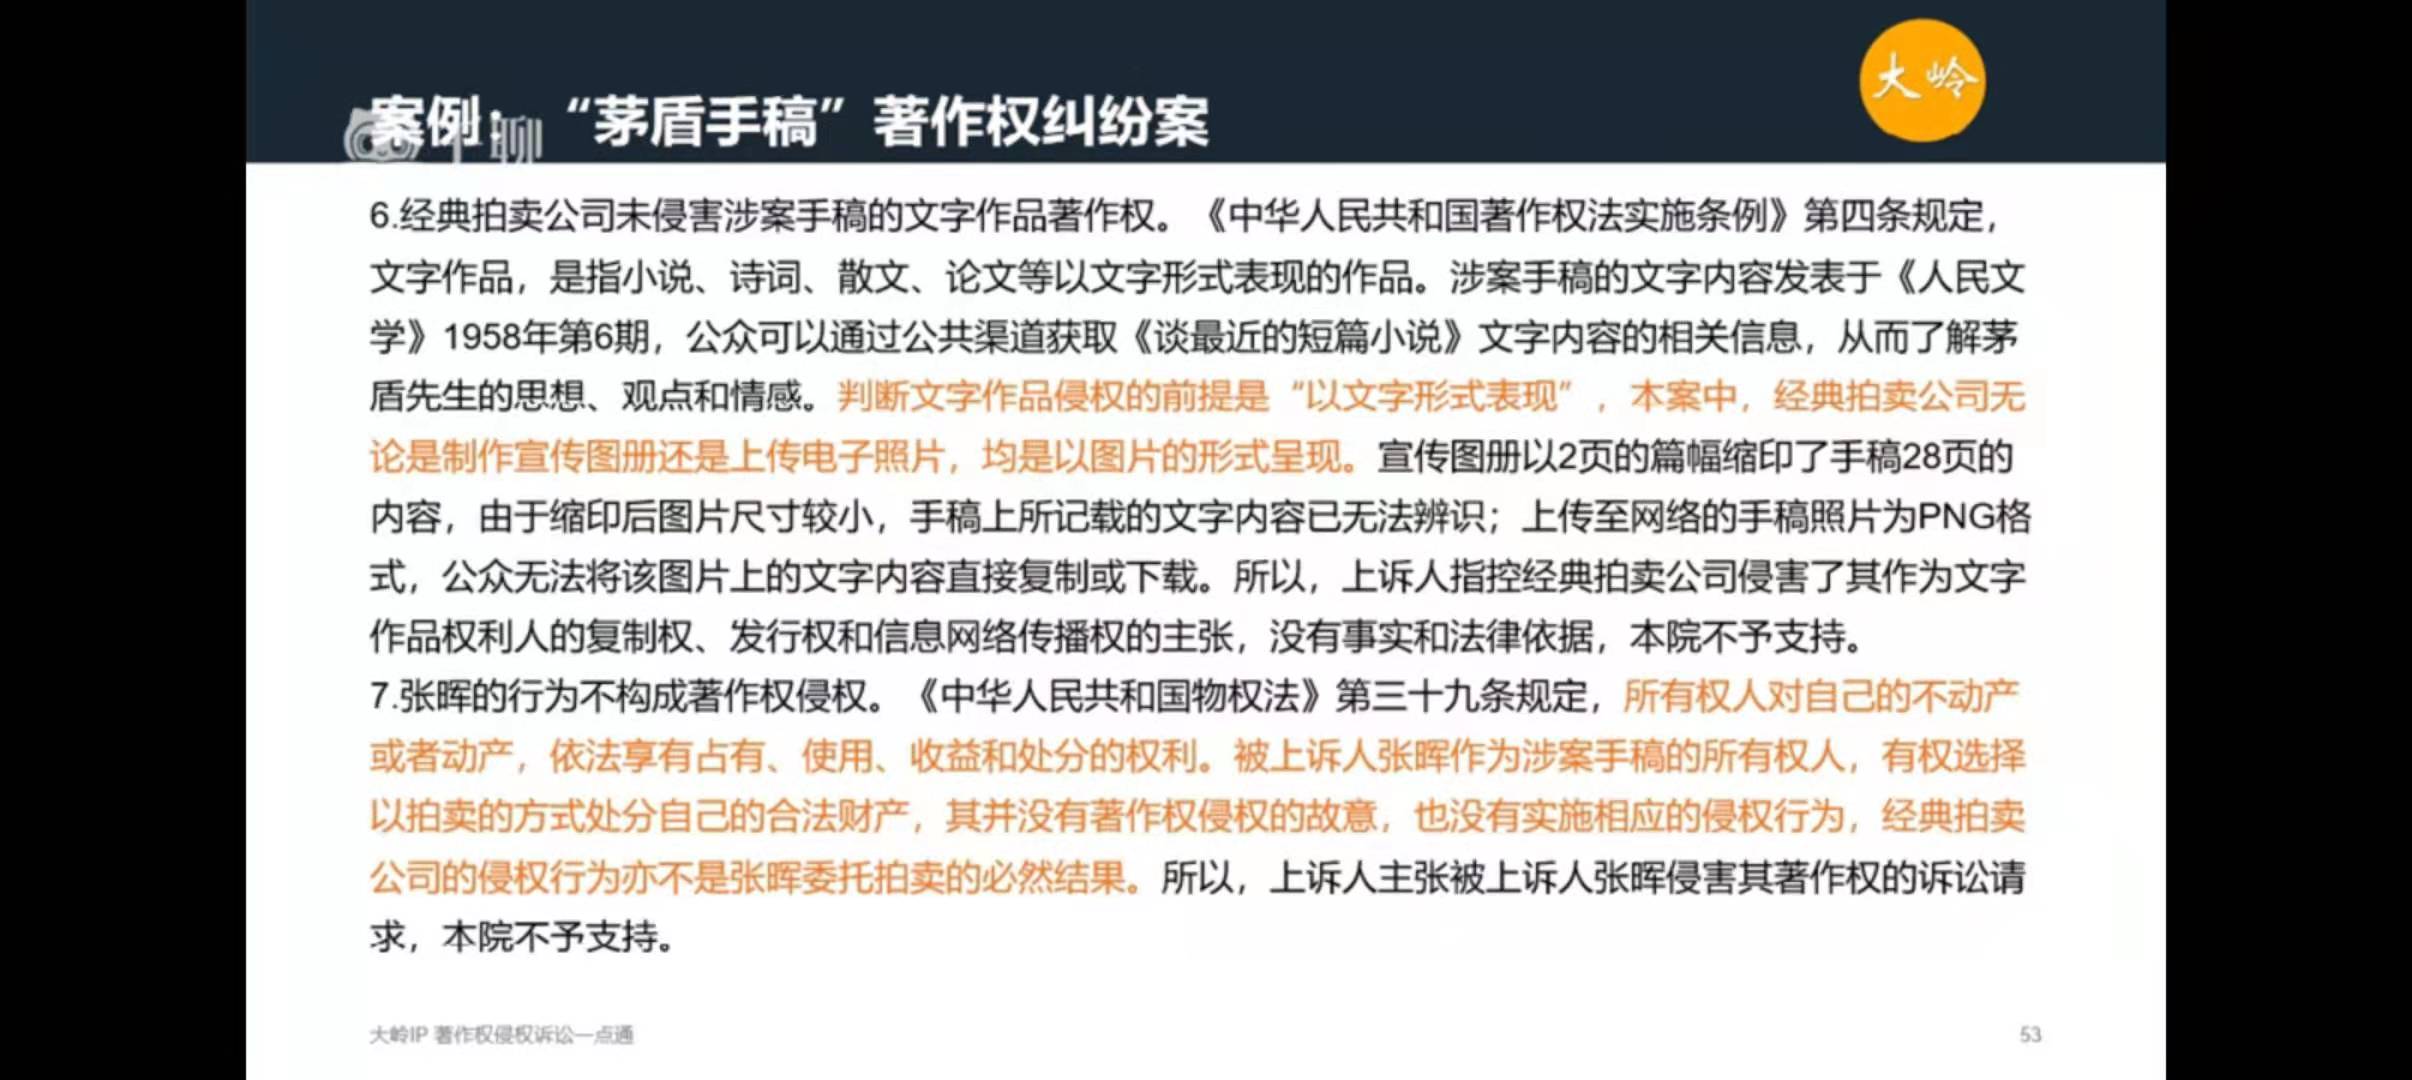 大岭
案例：“茅盾手稿”著作权纠纷案
6.经典拍卖公司未侵害涉案手稿的文字作品著作权。《中华人民共和国著作权法实施条例》第四条规定，
文字作品，是指小说、诗词、散文、论文等以文字形式表现的作品。涉案手稿的文字内容发表于《人民文
学》1958年第6期，公众可以通过公共渠道获取《谈最近的短篇小说》文字内容的相关信息，从而了解茅
盾先生的思想、观点和情感。判断文字作品侵权的前提是“以文字形式表现”，本案中，经典拍卖公司无
论是制作宣传图册还是上传电子照片，均是以图片的形式呈现。宣传图册以2页的篇幅缩印了手稿28页的
内容，由于缩印后图片尺寸较小，手稿上所记载的文字内容已无法辨识；上传至网络的手稿照片为PNG格
式，公众无法将该图片上的文字内容直接复制或下载。所以，上诉人指控经典拍卖公司侵害了其作为文字
作品权利人的复制权、发行权和信息网络传播权的主张，没有事实和法律依据，本院不予支持。
7.张晖的行为不构成著作权侵权。《中华人民共和国物权法》第三十九条规定，所有权人对自己的不动产
或者动产，依法享有占有、使用、收益和处分的权利。被上诉人张晖作为涉案手稿的所有权人，有权选择
以拍卖的方式处分自己的合法财产，其并没有著作权侵权的故意，也没有实施相应的侵权行为，经典拍卖
公司的侵权行为亦不是张晖委托拍卖的必然结果。所以，上诉人主张被上诉人张晖侵害其著作权的诉讼请
求，本院不予支持。
大岭IP 著作权侵权诉讼一点通
53